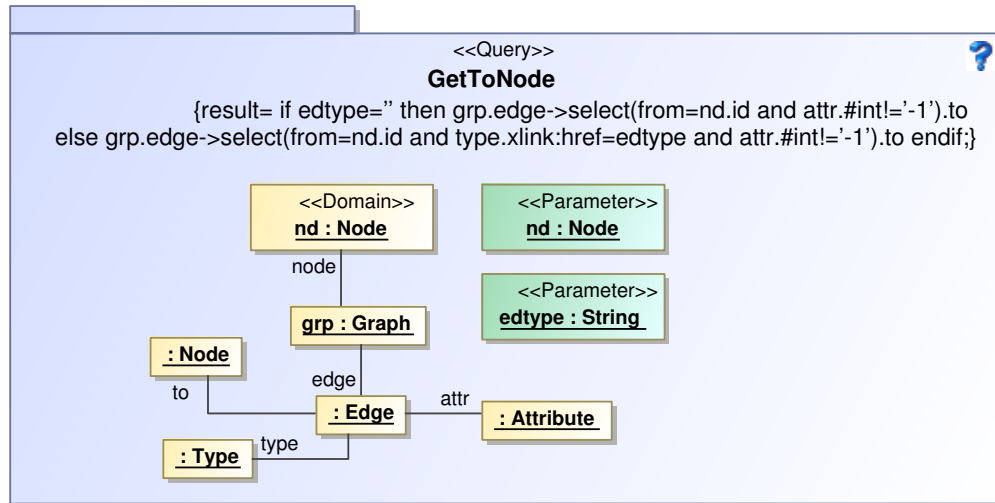 <<Query>>
?
GetToNode
{result= if edtype='' then grp.edge->select(from=nd.id and attr.#int!='-1').to
else grp.edge->select(from=nd.id and type.xlink:href=edtype and attr.#int!='-1').to endif;}
<<Domain>>
nd : Node
<<Parameter>>
nd : Node
node
<<Parameter>>
edtype : String
grp : Graph
: Node
edge
to
attr
: Edge
: Attribute
type
: Type